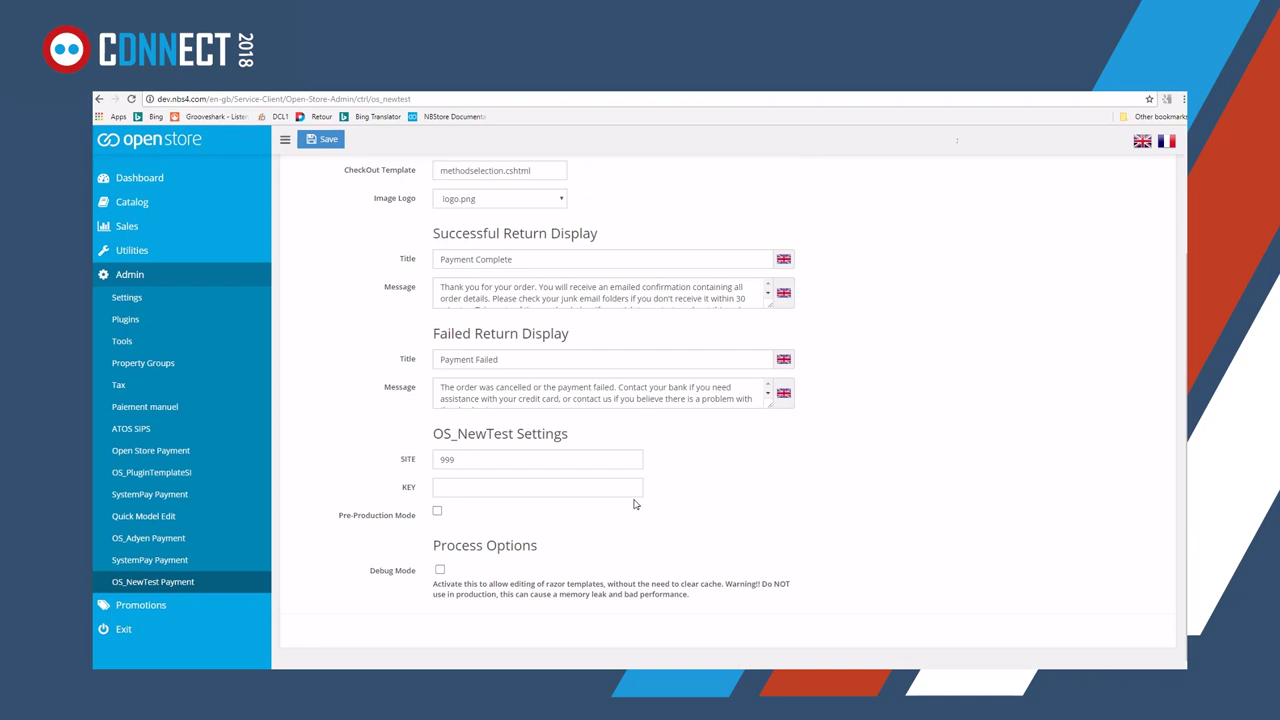 CDNNECT 2018
dev.nbs4.com/en-gb/Service-Client/Open-Store-Admin/ctrl/os_newtest
Apps Bing Grooveshark - Listen DCL1 Retour Bing Translator NBStore Documenta Other bookmarks
open store
Save
Dashboard
Catalog
Sales
Utilities
Admin
Settings
Plugins
Tools
Property Groups
Tax
Paiement manuel
ATOS SIPS
Open Store Payment
OS_PluginTemplateSI
SystemPay Payment
Quick Model Edit
OS_Adyen Payment
SystemPay Payment
OS_NewTest Payment
Promotions
Exit
CheckOut Template methodselection.cshtml
Image Logo logo.png
Successful Return Display
Title Payment Complete
Message Thank you for your order. You will receive an emailed confirmation containing all
order details. Please check your junk email folders if you don't receive it within 30
Failed Return Display
Title Payment Failed
Message The order was cancelled or the payment failed. Contact your bank if you need
assistance with your credit card, or contact us if you believe there is a problem with
OS_NewTest Settings
SITE 999
KEY
Pre-Production Mode
Process Options
Debug Mode
Activate this to allow editing of razor templates, without the need to clear cache. Warning!! Do NOT
use in production, this can cause a memory leak and bad performance.